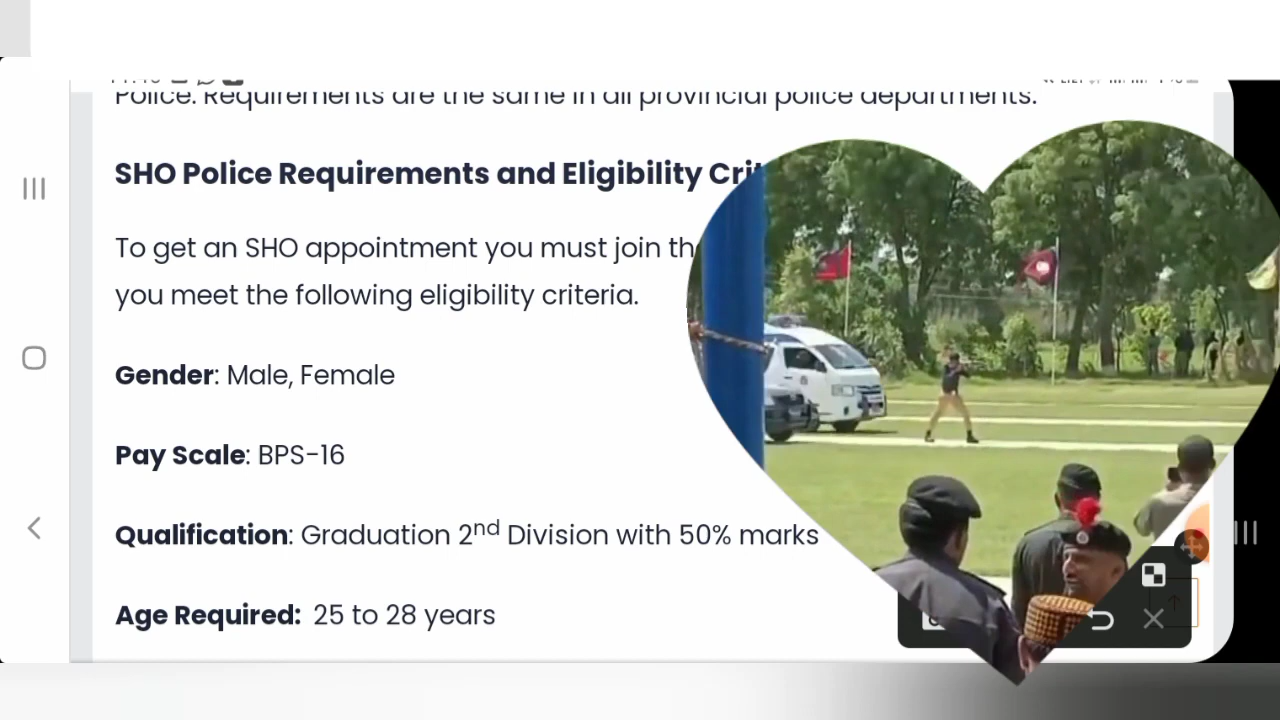 Police. Requirements are the same in all provincial police departments.
SHO Police Requirements and Eligibility
To get an SHO appointment you must join
you meet the following eligibility criteria.
Gender: Male, Female
Pay Scale: BPS-16
Qualification: Graduation 2nd Division with 50% marks
Age Required: 25 to 28 years